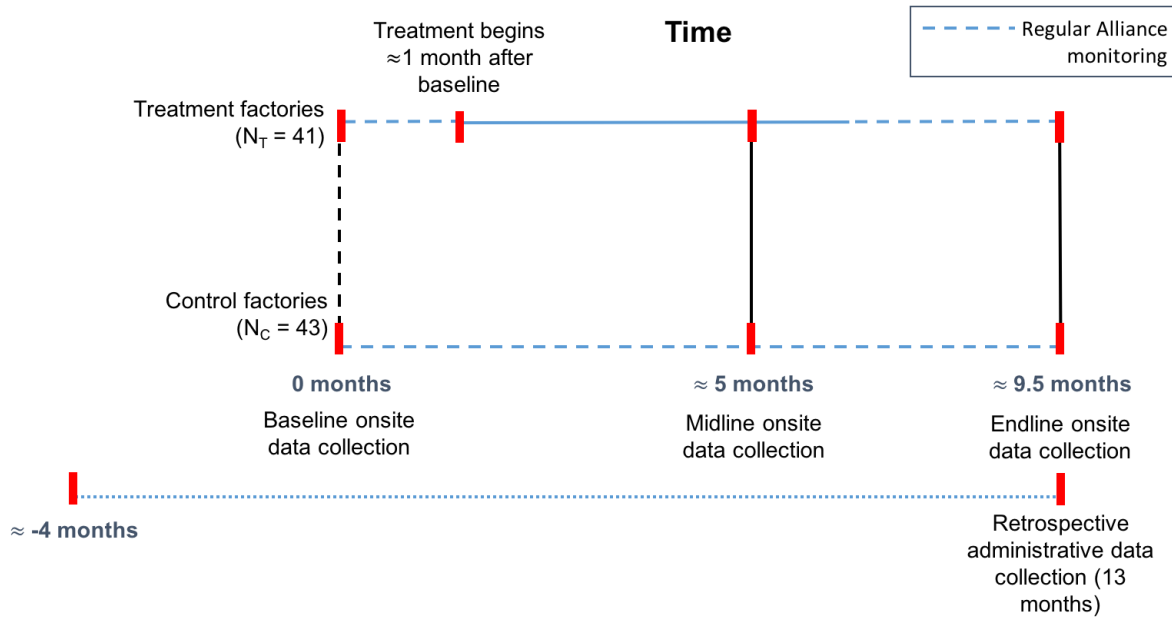 Time
Regular Alliance
monitoring
Treatment begins
≈1 month after
baseline
Treatment factories
(N_T = 41)
Control factories
(N_C = 43)
0 months
≈ 5 months
≈ 9.5 months
Baseline onsite
data collection
Midline onsite
data collection
Endline onsite
data collection
≈ -4 months
Retrospective
administrative data
collection (13
months)